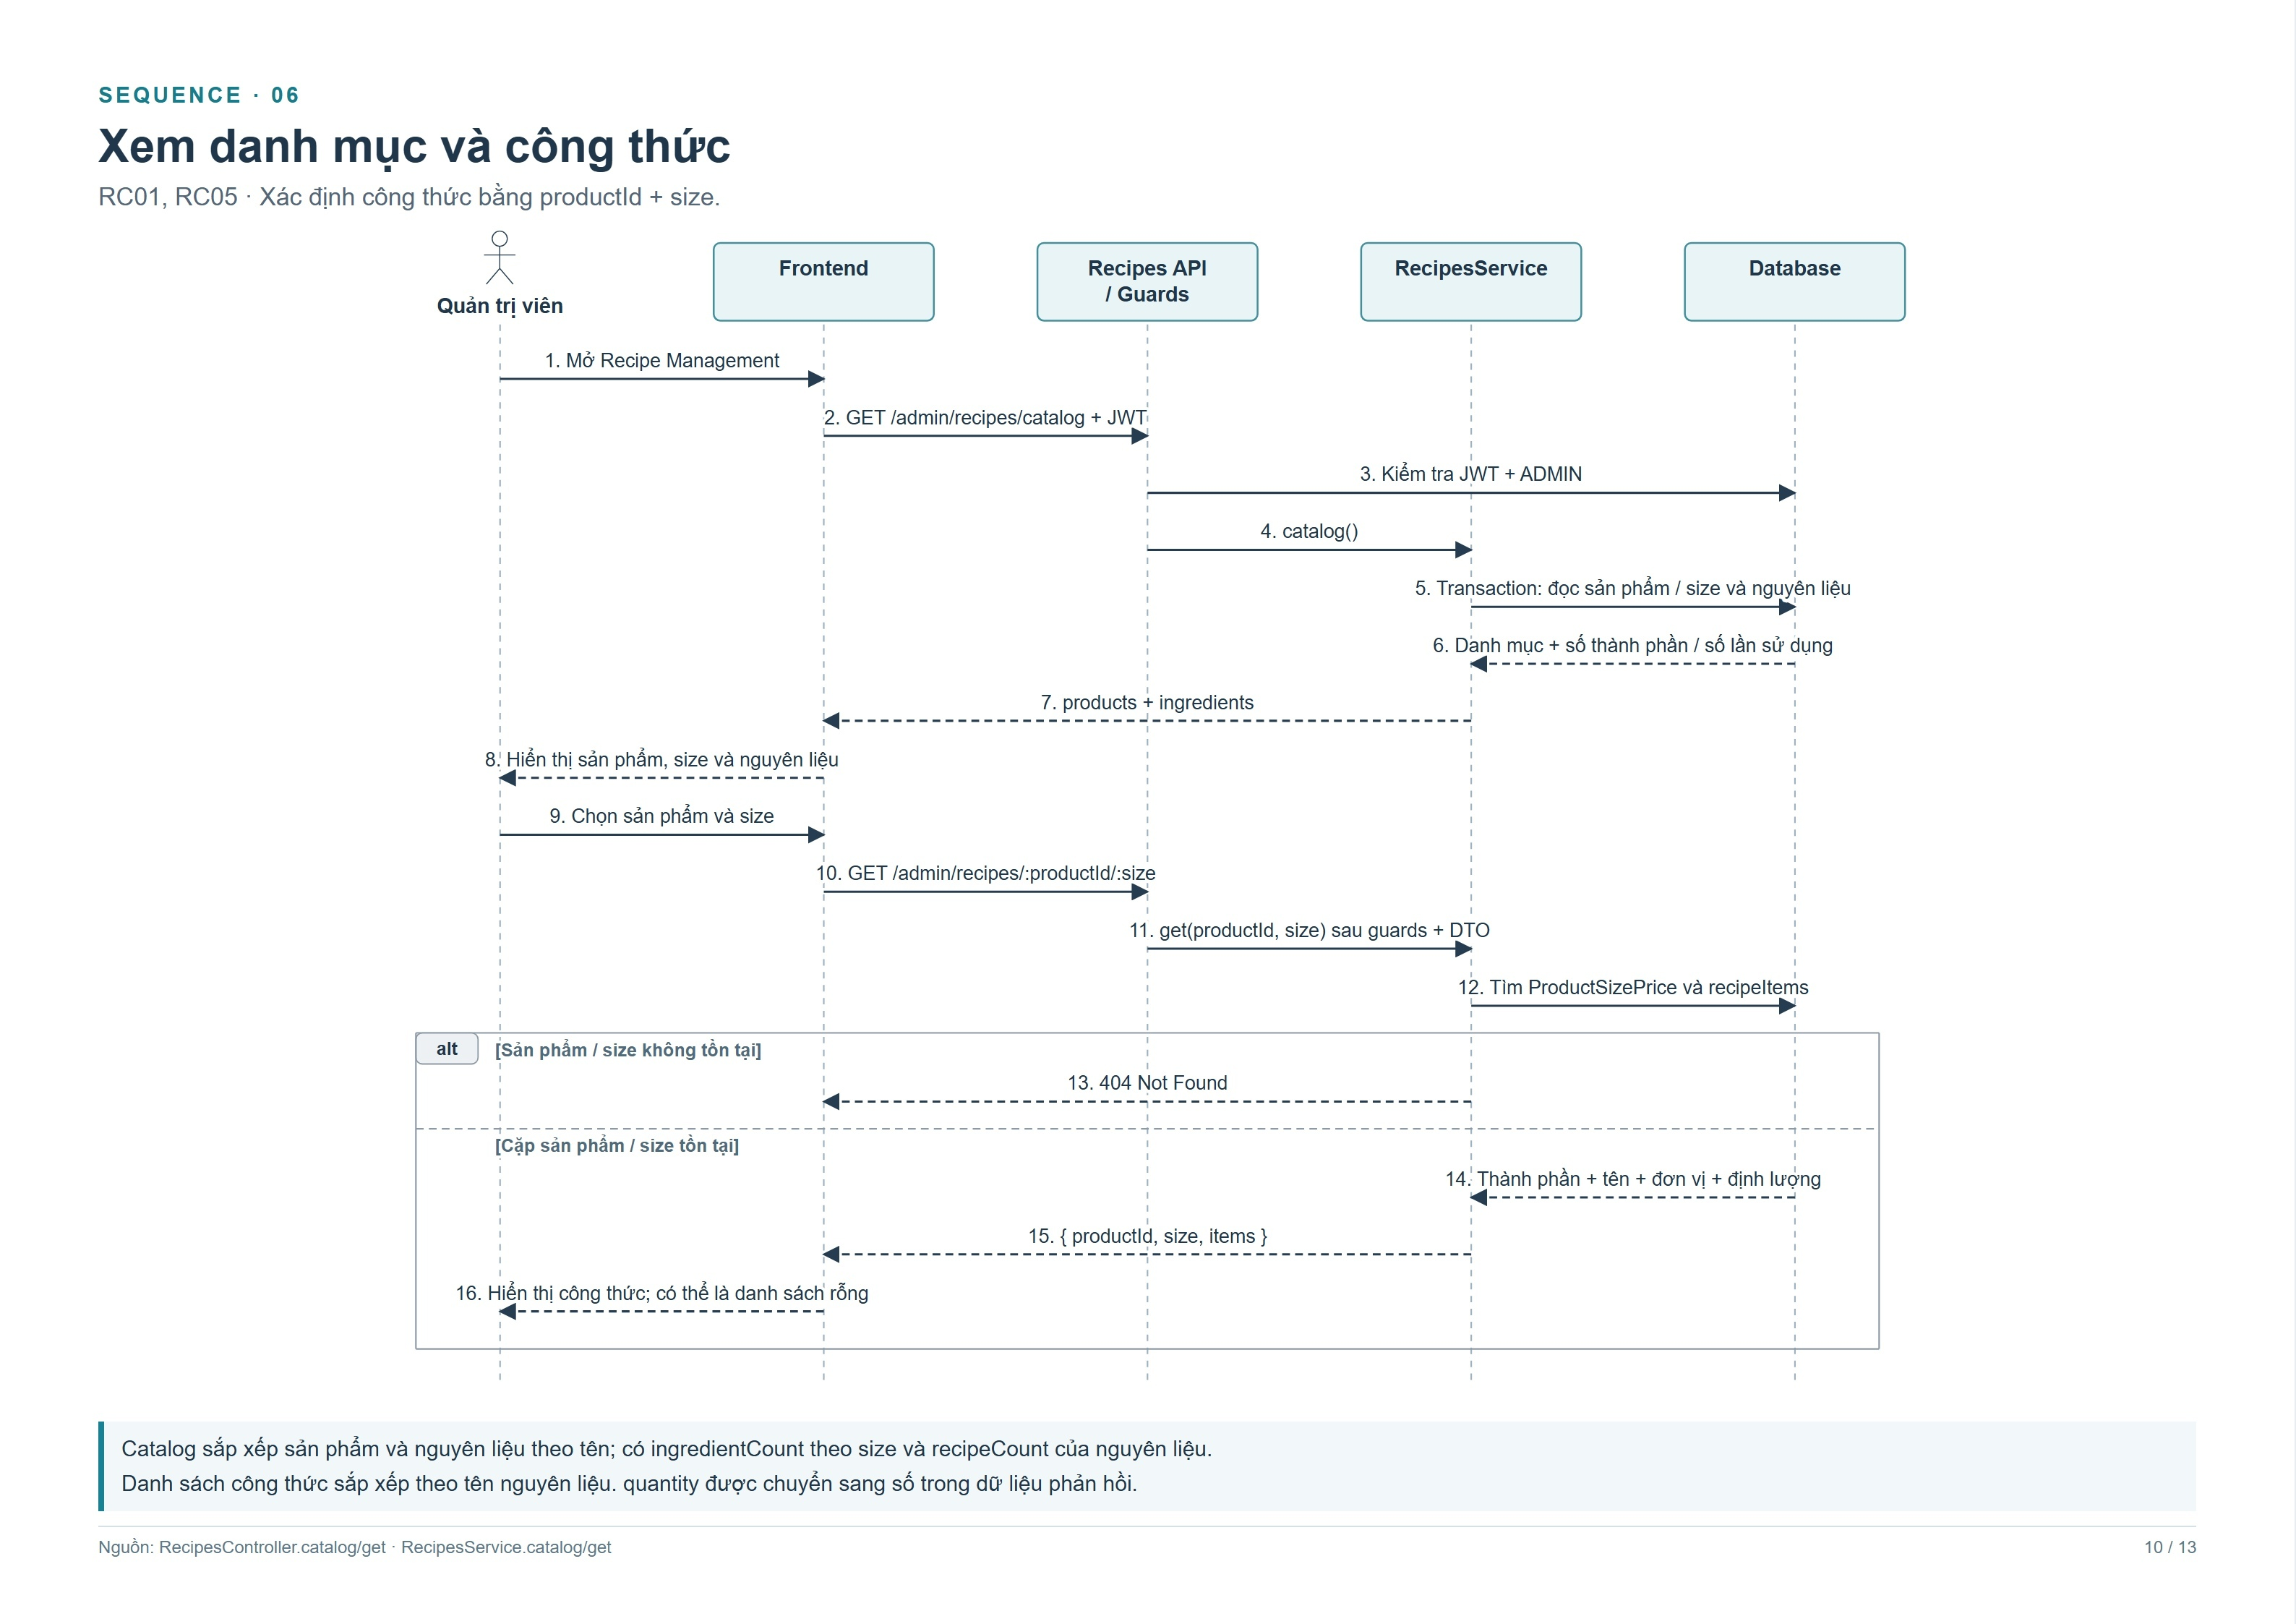 SEQUENCE · 06
Xem danh mục và công thức
RC01, RC05 · Xác định công thức bằng productId + size.
Quản trị viên
Frontend
Recipes API
/ Guards
RecipesService
Database
1. Mở Recipe Management
2. GET /admin/recipes/catalog + JWT
3. Kiểm tra JWT + ADMIN
4. catalog()
5. Transaction: đọc sản phẩm / size và nguyên liệu
6. Danh mục + số thành phần / số lần sử dụng
7. products + ingredients
8. Hiển thị sản phẩm, size và nguyên liệu
9. Chọn sản phẩm và size
10. GET /admin/recipes/:productId/:size
11. get(productId, size) sau guards + DTO
12. Tìm ProductSizePrice và recipeItems
alt
[Sản phẩm / size không tồn tại]
13. 404 Not Found
[Cặp sản phẩm / size tồn tại]
14. Thành phần + tên + đơn vị + định lượng
15. { productId, size, items }
16. Hiển thị công thức; có thể là danh sách rỗng
Catalog sắp xếp sản phẩm và nguyên liệu theo tên; có ingredientCount theo size và recipeCount của nguyên liệu.
Danh sách công thức sắp xếp theo tên nguyên liệu. quantity được chuyển sang số trong dữ liệu phản hồi.
Nguồn: RecipesController.catalog/get · RecipesService.catalog/get
10 / 13